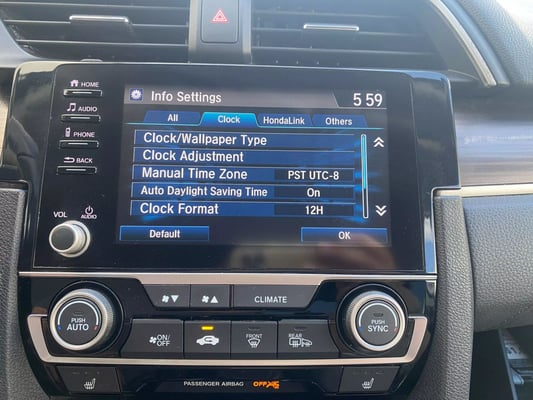 HOME
AUDIO
PHONE
BACK
VOL
AUDIO
Info Settings
5 59
All Clock HondaLink Others
Clock/Wallpaper Type
Clock Adjustment
Manual Time Zone PST UTC-8
Auto Daylight Saving Time On
Clock Format 12H
Default OK
CLIMATE
PUSH
AUTO
PUSH
SYNC
ON/
OFF
FRONT
REAR
PASSENGER AIRBAG OFF